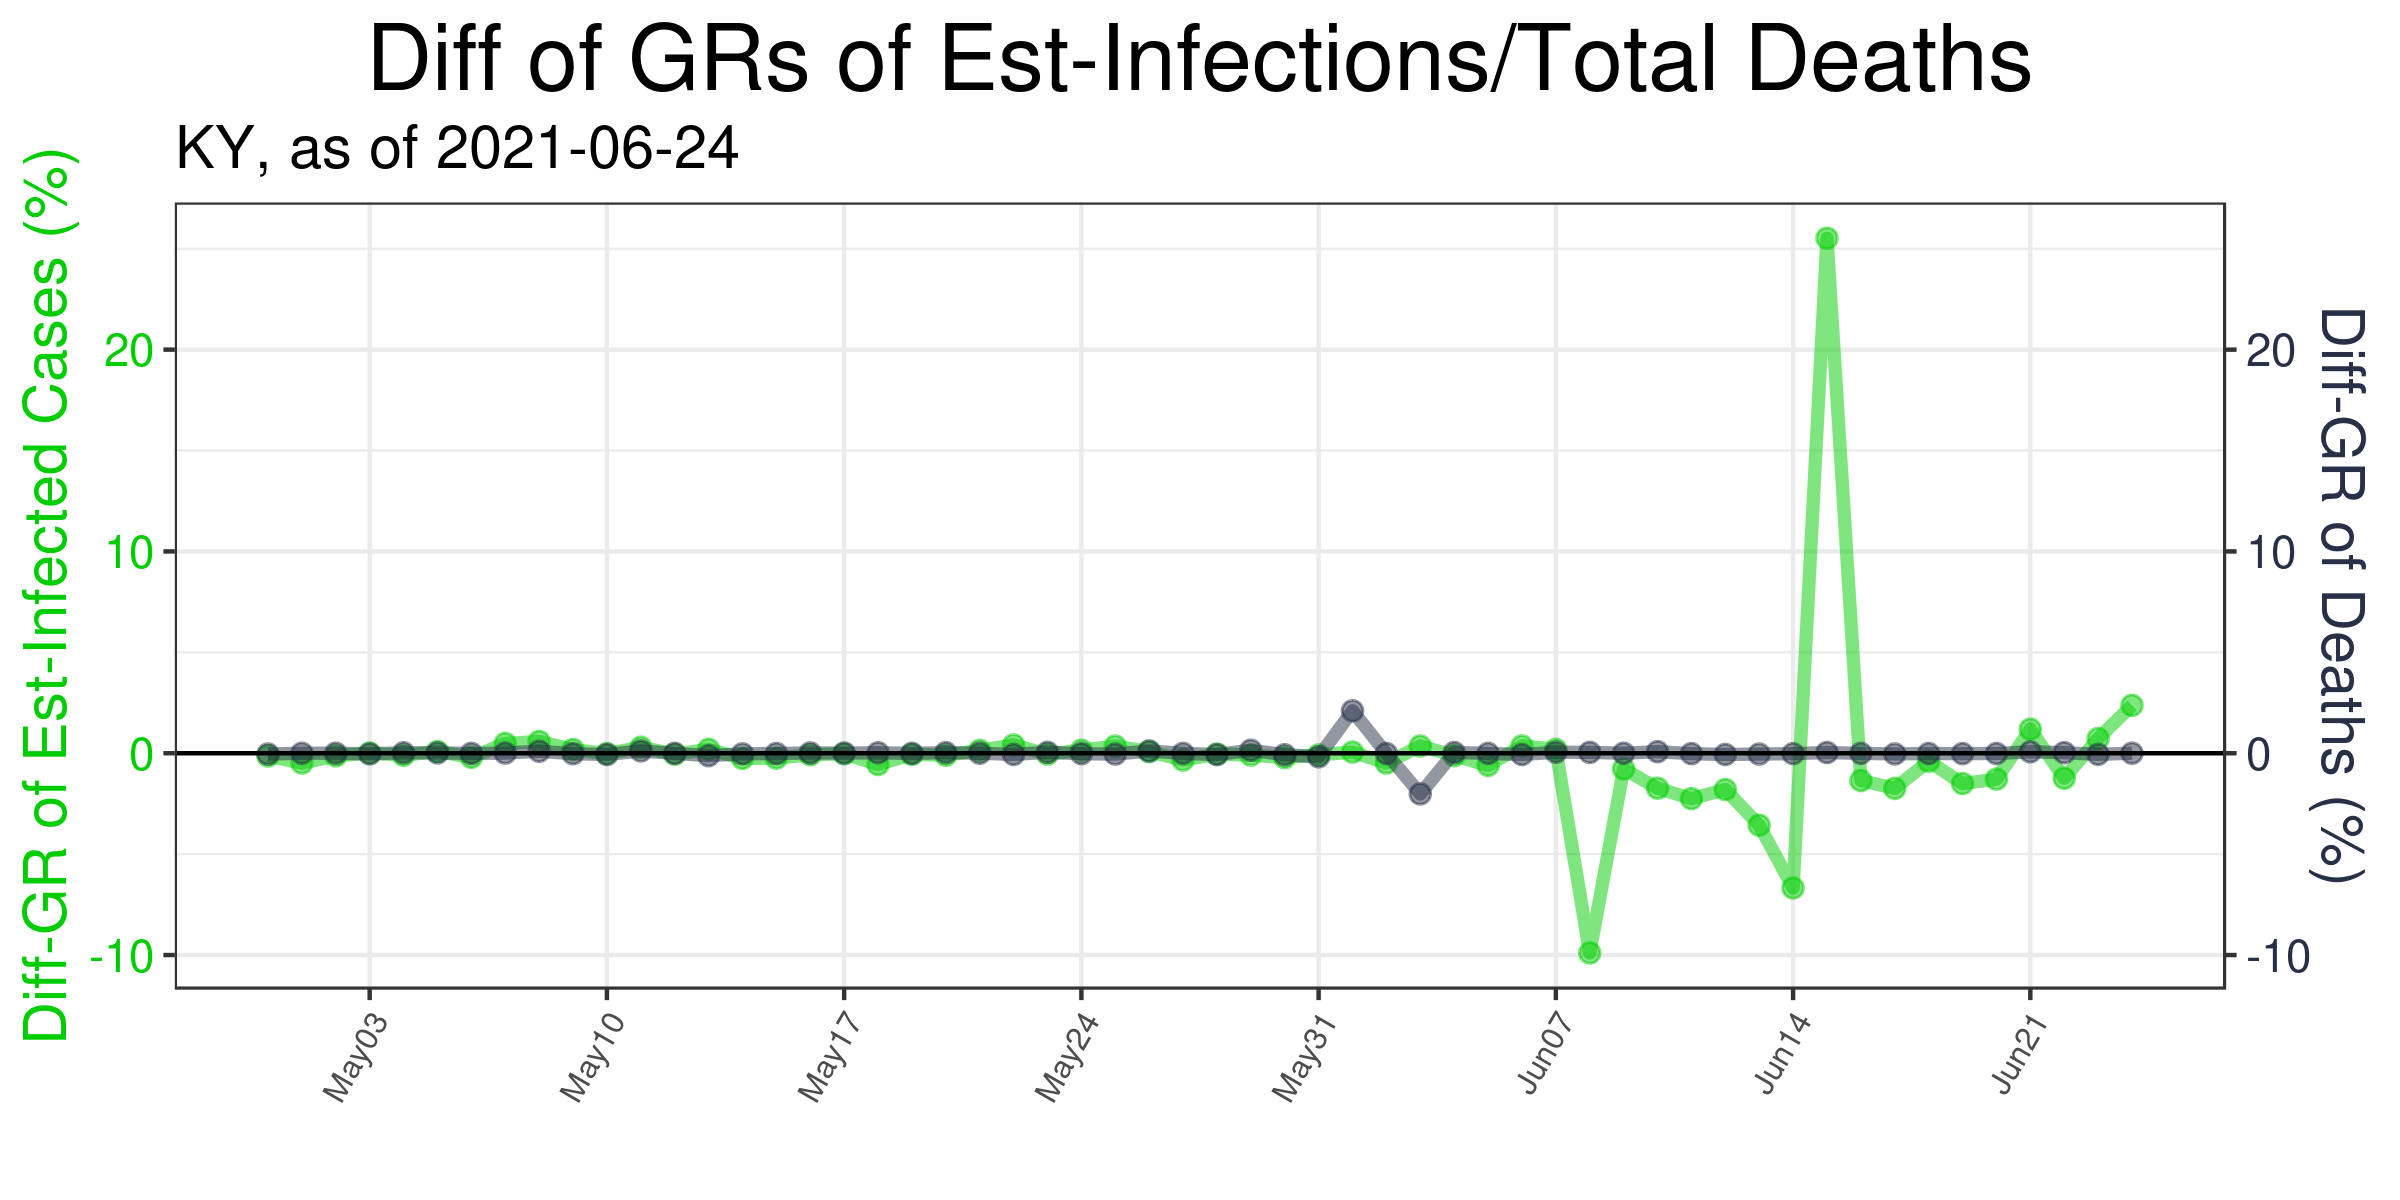 Diff of GRs of Est-Infections/Total Deaths
KY, as of 2021-06-24
Diff-GR of Est-Infected Cases (%)
20
10
0
-10
20
10
0
-10
Diff-GR of Deaths (%)
May03
May10
May17
May24
May31
Jun07
Jun14
Jun21